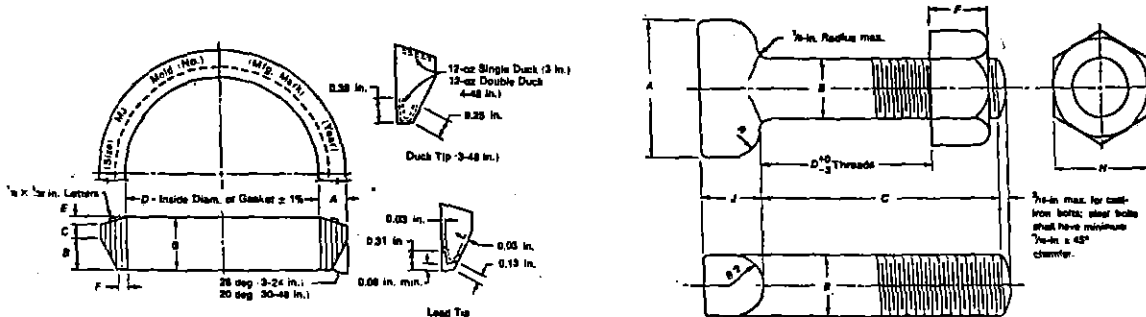 (Size) MJ Mold (No.) (Mfg. Mark) (Year)
12-oz Single Duck (3 in.)
12-oz Double Duck
4-48 in.)
0.38 in.
0.25 in.
Duck Tip (3-48 in.)
in. Letters
D - Inside Diam. of Gasket ± 1%
A
E
C
B
F
28 deg (3-24 in.)
20 deg (30-48 in.)
0.03 in.
0.31 in
0.03 in.
0.13 in.
0.06 in. min.
Lead Tip
in. Radius max.
F
A
B
D +0 -3 Threads
H
J
C
in. max. for cast-
iron bolts; steel bolts
shall have minimum
in. x 45°
chamfer.
B